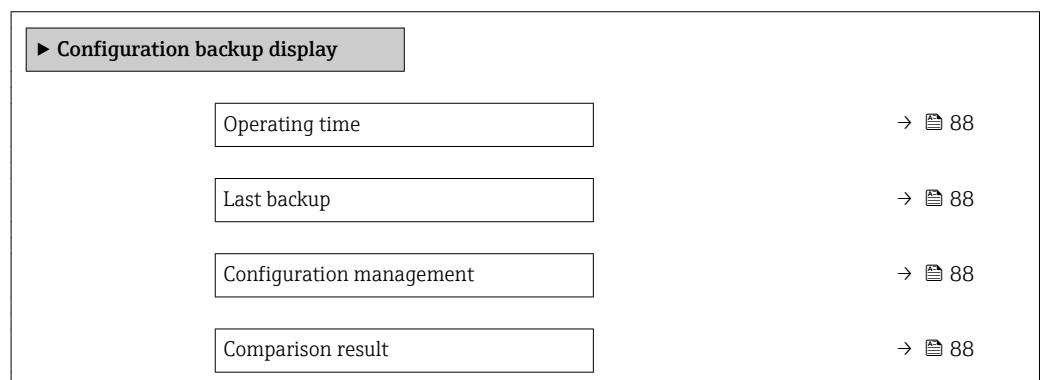 ▶ Configuration backup display
Operating time → 🖹 88
Last backup → 🖹 88
Configuration management → 🖹 88
Comparison result → 🖹 88